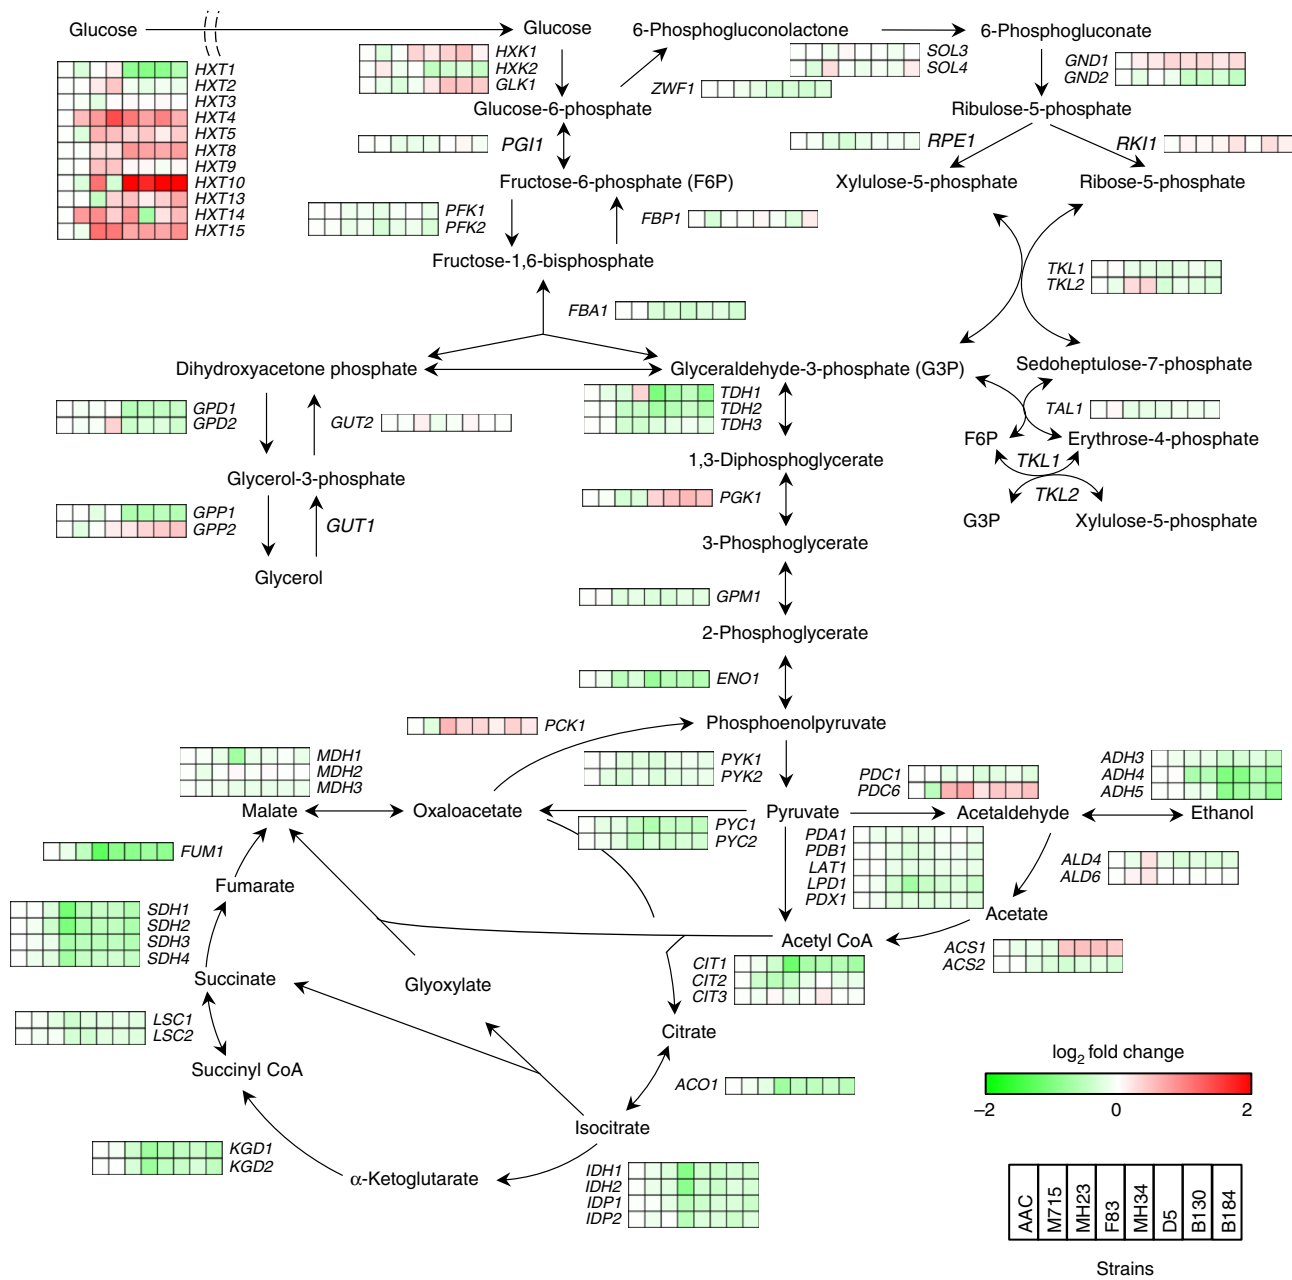 Glucose
Glucose
6-Phosphogluconolactone
6-Phosphogluconate
HXT1
HXT2
HXT3
HXT4
HXT5
HXT8
HXT9
HXT10
HXT13
HXT14
HXT15
HXK1
HXK2
GLK1
SOL3
SOL4
GND1
GND2
ZWF1
Glucose-6-phosphate
Ribulose-5-phosphate
PGI1
RPE1
RKI1
Fructose-6-phosphate (F6P)
Xylulose-5-phosphate
Ribose-5-phosphate
PFK1
PFK2
FBP1
Fructose-1,6-bisphosphate
TKL1
TKL2
FBA1
Dihydroxyacetone phosphate
Glyceraldehyde-3-phosphate (G3P)
Sedoheptulose-7-phosphate
GPD1
GPD2
GUT2
TDH1
TDH2
TDH3
TAL1
F6P
Erythrose-4-phosphate
1,3-Diphosphoglycerate
TKL1
TKL2
Glycerol-3-phosphate
PGK1
G3P
Xylulose-5-phosphate
GPP1
GPP2
GUT1
3-Phosphoglycerate
Glycerol
GPM1
2-Phosphoglycerate
ENO1
PCK1
Phosphoenolpyruvate
MDH1
MDH2
MDH3
PYK1
PYK2
PDC1
PDC6
ADH3
ADH4
ADH5
Malate
Oxaloacetate
Pyruvate
Acetaldehyde
Ethanol
PYC1
PYC2
PDA1
PDB1
LAT1
LPD1
PDX1
ALD4
ALD6
FUM1
Fumarate
SDH1
SDH2
SDH3
SDH4
Acetate
Acetyl CoA
ACS1
ACS2
Succinate
Glyoxylate
CIT1
CIT2
CIT3
LSC1
LSC2
Citrate
Succinyl CoA
ACO1
log2 fold change
–2 0 2
Isocitrate
KGD1
KGD2
α-Ketoglutarate
IDH1
IDH2
IDP1
IDP2
AAC
M715
MH23
F83
MH34
D5
B130
B184
Strains